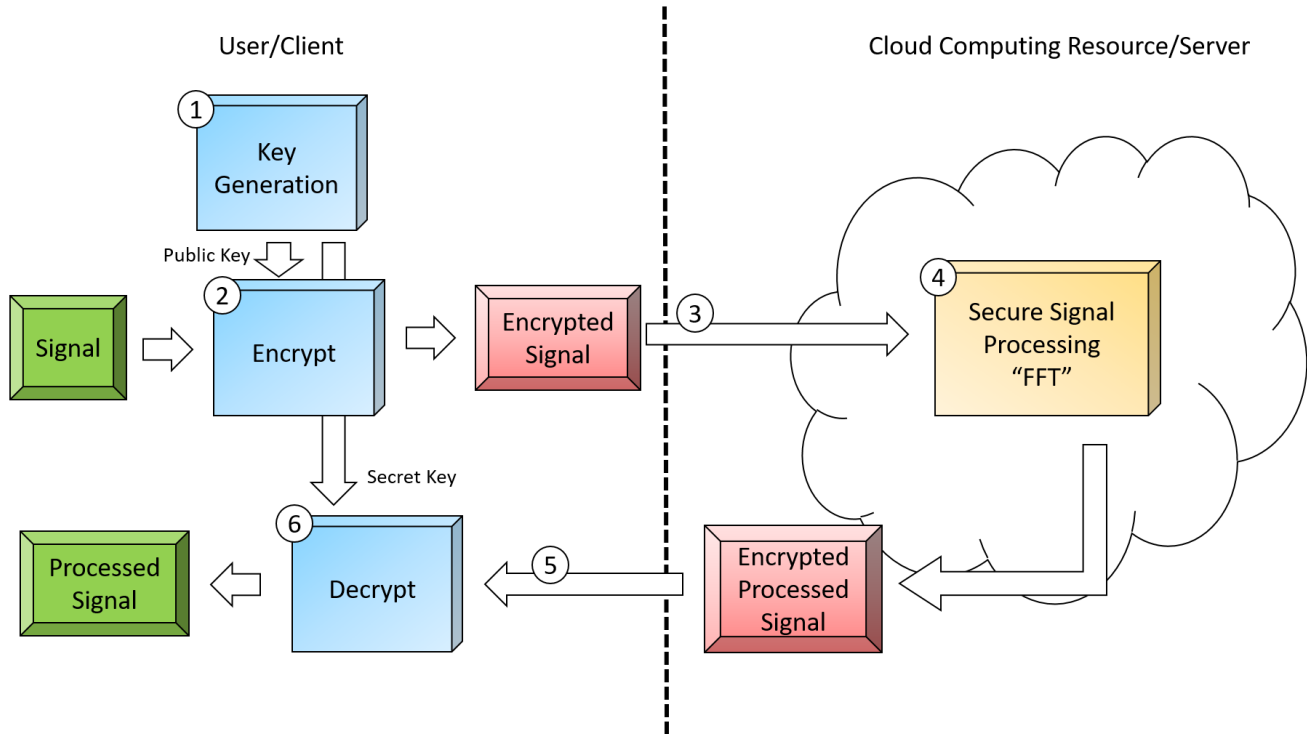 User/Client
Cloud Computing Resource/Server
1
Key
Generation
Public Key
2
Signal
Encrypt
Encrypted
Signal
3
4
Secure Signal
Processing
“FFT”
Secret Key
6
Processed
Signal
Decrypt
5
Encrypted
Processed
Signal